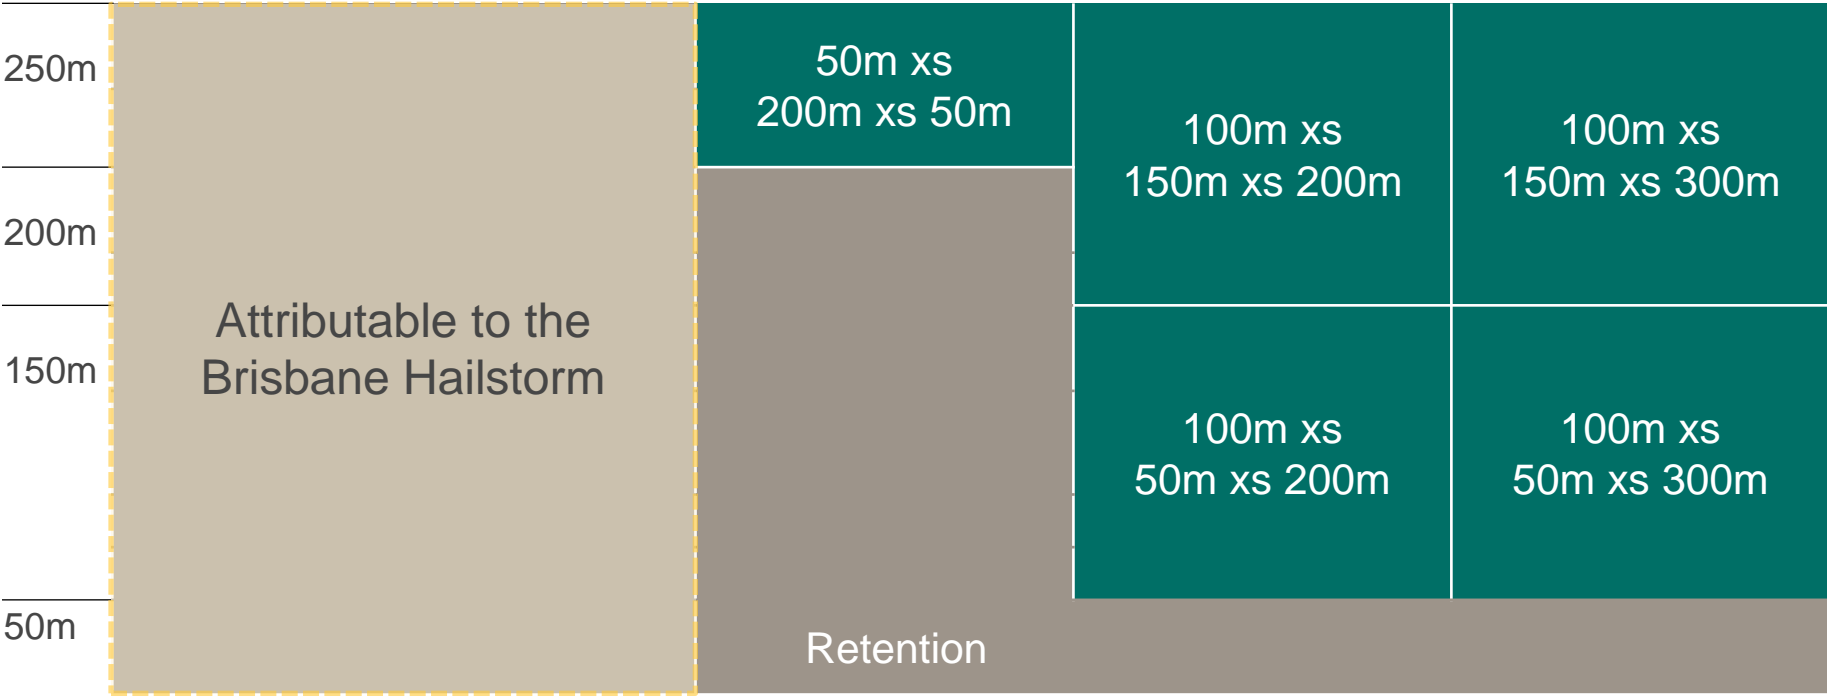 250m
200m
150m
50m
Attributable to the
Brisbane Hailstorm
50m xs
200m xs 50m
100m xs
150m xs 200m
100m xs
150m xs 300m
100m xs
50m xs 200m
100m xs
50m xs 300m
Retention